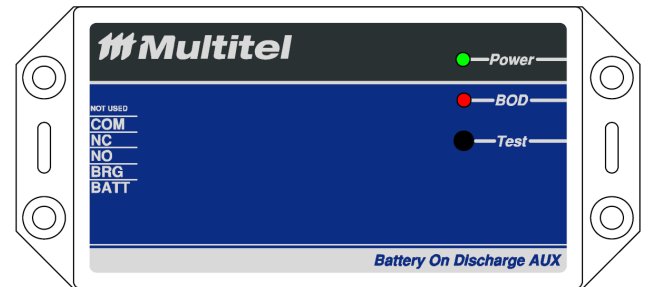 Multitel
Power
BOD
Test
NOT USED
COM
NC
NO
BRG
BATT
Battery On Discharge AUX